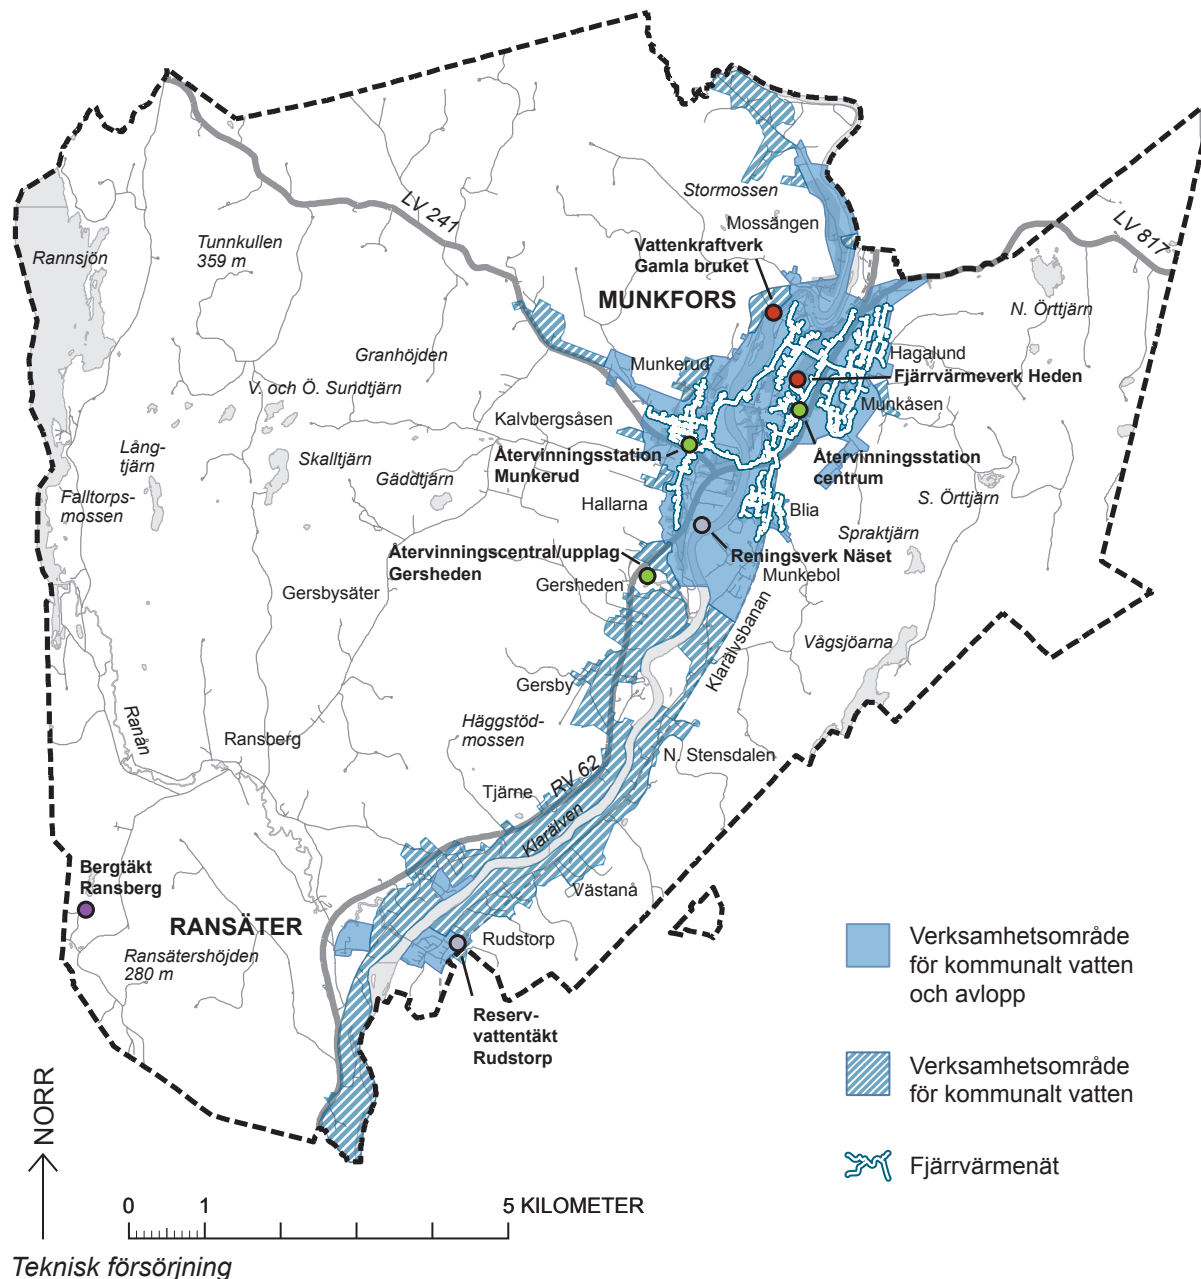 Stormossen
Mossängen
LV 241
LV 817
Rannsjön
Tunnkullen
359 m
Vattenkraftverk
Gamla bruket
MUNKFORS
N. Örttjärn
Granhöjden
Munkerud
Hagalund
Fjärrvärmeverk Heden
V. och Ö. Sundtjärn
Munkåsen
Kalvbergsåsen
Lång-
tjärn
Skalltjärn
Återvinningsstation
Munkerud
Återvinningsstation
centrum
Gäddtjärn
Falltorps-
mossen
S. Örttjärn
Hallarna
Blia
Spraktjärn
Återvinningscentral/upplag
Gersheden
Reningsverk Näset
Gersheden
Munkebol
Gersbysäter
Klarälvsbanan
Vågsjöarna
Gersby
Ranån
Häggstöd-
mossen
Ransberg
N. Stensdalen
RV 62
Tjärne
Klarälven
Bergtäkt
Ransberg
Västanå
RANSÄTER
Rudstorp
Ransätershöjden
280 m
Reserv-
vattentäkt
Rudstorp
Verksamhetsområde
för kommunalt vatten
och avlopp
Verksamhetsområde
för kommunalt vatten
Fjärrvärmenät
NORR
0 1 5 KILOMETER
Teknisk försörjning